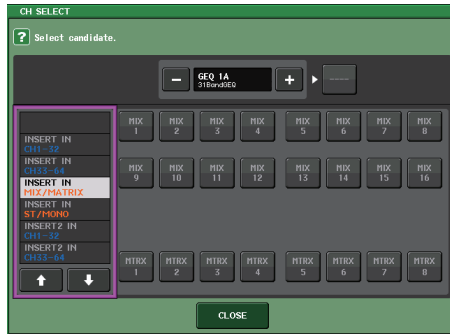 CH SELECT
? Select candidate.
− GEQ 1A +
31BandGEQ
----
INSERT IN
CH1-32
INSERT IN
CH33-64
INSERT IN
MIX/MATRIX
INSERT IN
ST/MONO
INSERT2 IN
CH1-32
INSERT2 IN
CH33-64
MIX 1 MIX 2 MIX 3 MIX 4 MIX 5 MIX 6 MIX 7 MIX 8
MIX 9 MIX 10 MIX 11 MIX 12 MIX 13 MIX 14 MIX 15 MIX 16
MTRX 1 MTRX 2 MTRX 3 MTRX 4 MTRX 5 MTRX 6 MTRX 7 MTRX 8
CLOSE